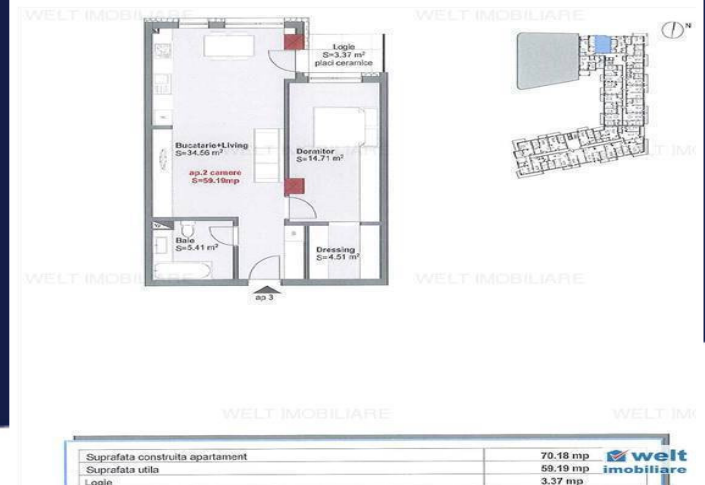 WELT IMOBILIARE
WELT IMOBILIARE
N
Logie
S=3.37 m²
placi ceramice
Bucatarie+Living
S=34.56 m²
Dormitor
S=14.71 m²
ap.2 camere
S=59.19mp
Baie
S=5.41 m²
Dressing
S=4.51 m²
WELT IMOBILIARE
ap 3
WELT IMOBILIARE
Suprafata construita apartament 70.18 mp
Suprafata utila 59.19 mp
Logie 3.37 mp
welt
imobiliare